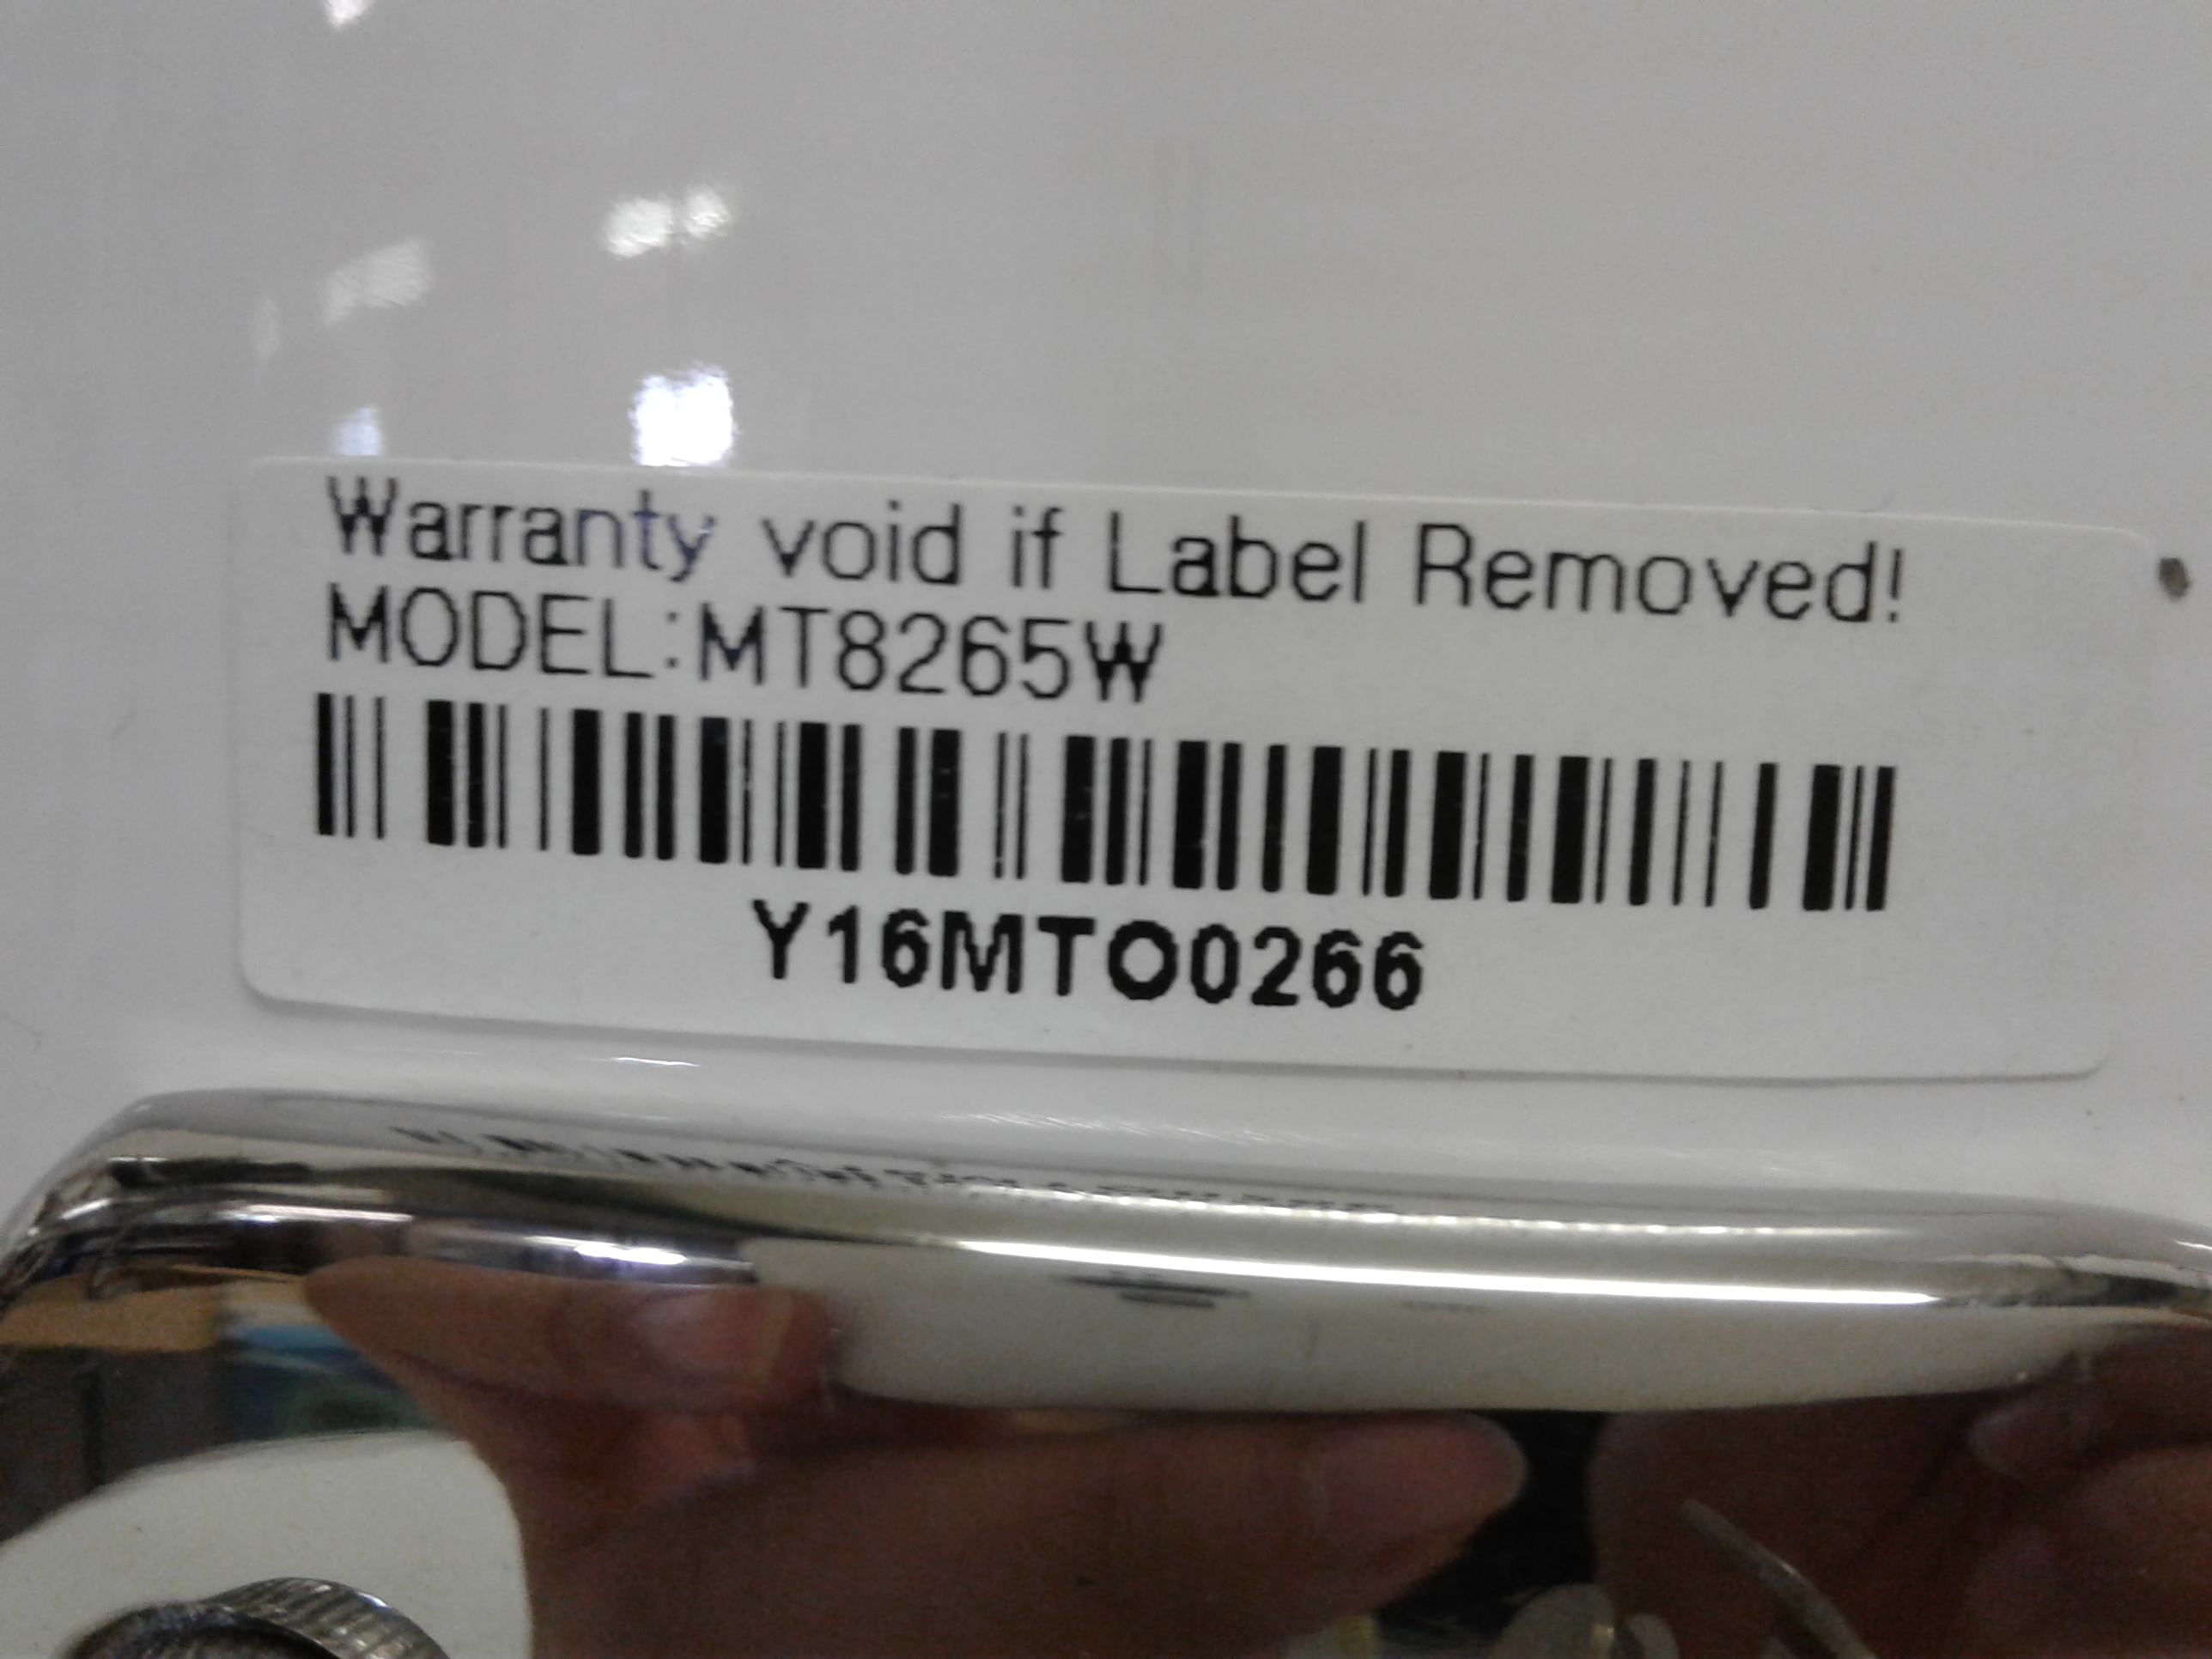 Warranty void if Label Removed!
MODEL:MT8265W
Y16MTO0266